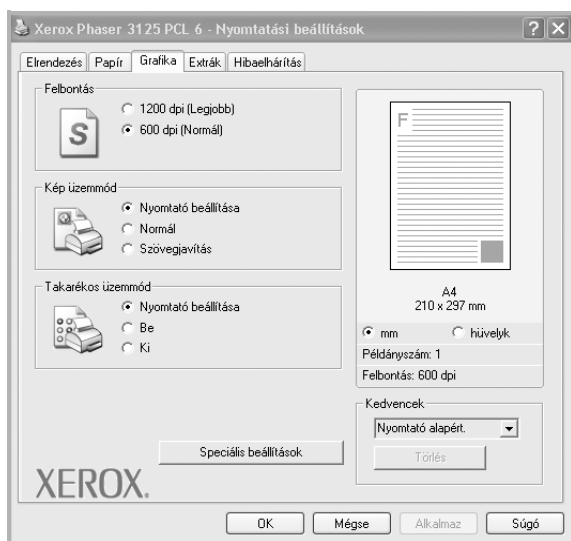 Xerox Phaser 3125 PCL 6 - Nyomtatási beállítások
Elrendezés Papír Grafika Extrák Hibaelhárítás
Felbontás
S
1200 dpi (Legjobb)
600 dpi (Normál)
Kép üzemmód
Nyomtató beállítása
Normál
Szövegjavítás
Takarékos üzemmód
Nyomtató beállítása
Be
Ki
Speciális beállítások
XEROX.
F
A4
210 x 297 mm
mm hüvelyk
Példányszám: 1
Felbontás: 600 dpi
Kedvencek
Nyomtató alapért.
Törlés
OK Mégse Alkalmaz Súgó